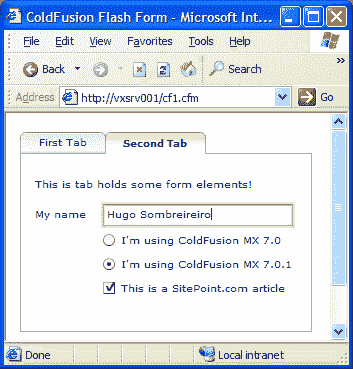 ColdFusion Flash Form - Microsoft Int...
File Edit View Favorites Tools Help
Back Search
Address http://vxsrv001/cf1.cfm Go
First Tab Second Tab
This is tab holds some form elements!
My name Hugo Sombreireiro
I'm using ColdFusion MX 7.0
I'm using ColdFusion MX 7.0.1
This is a SitePoint.com article
Done Local intranet